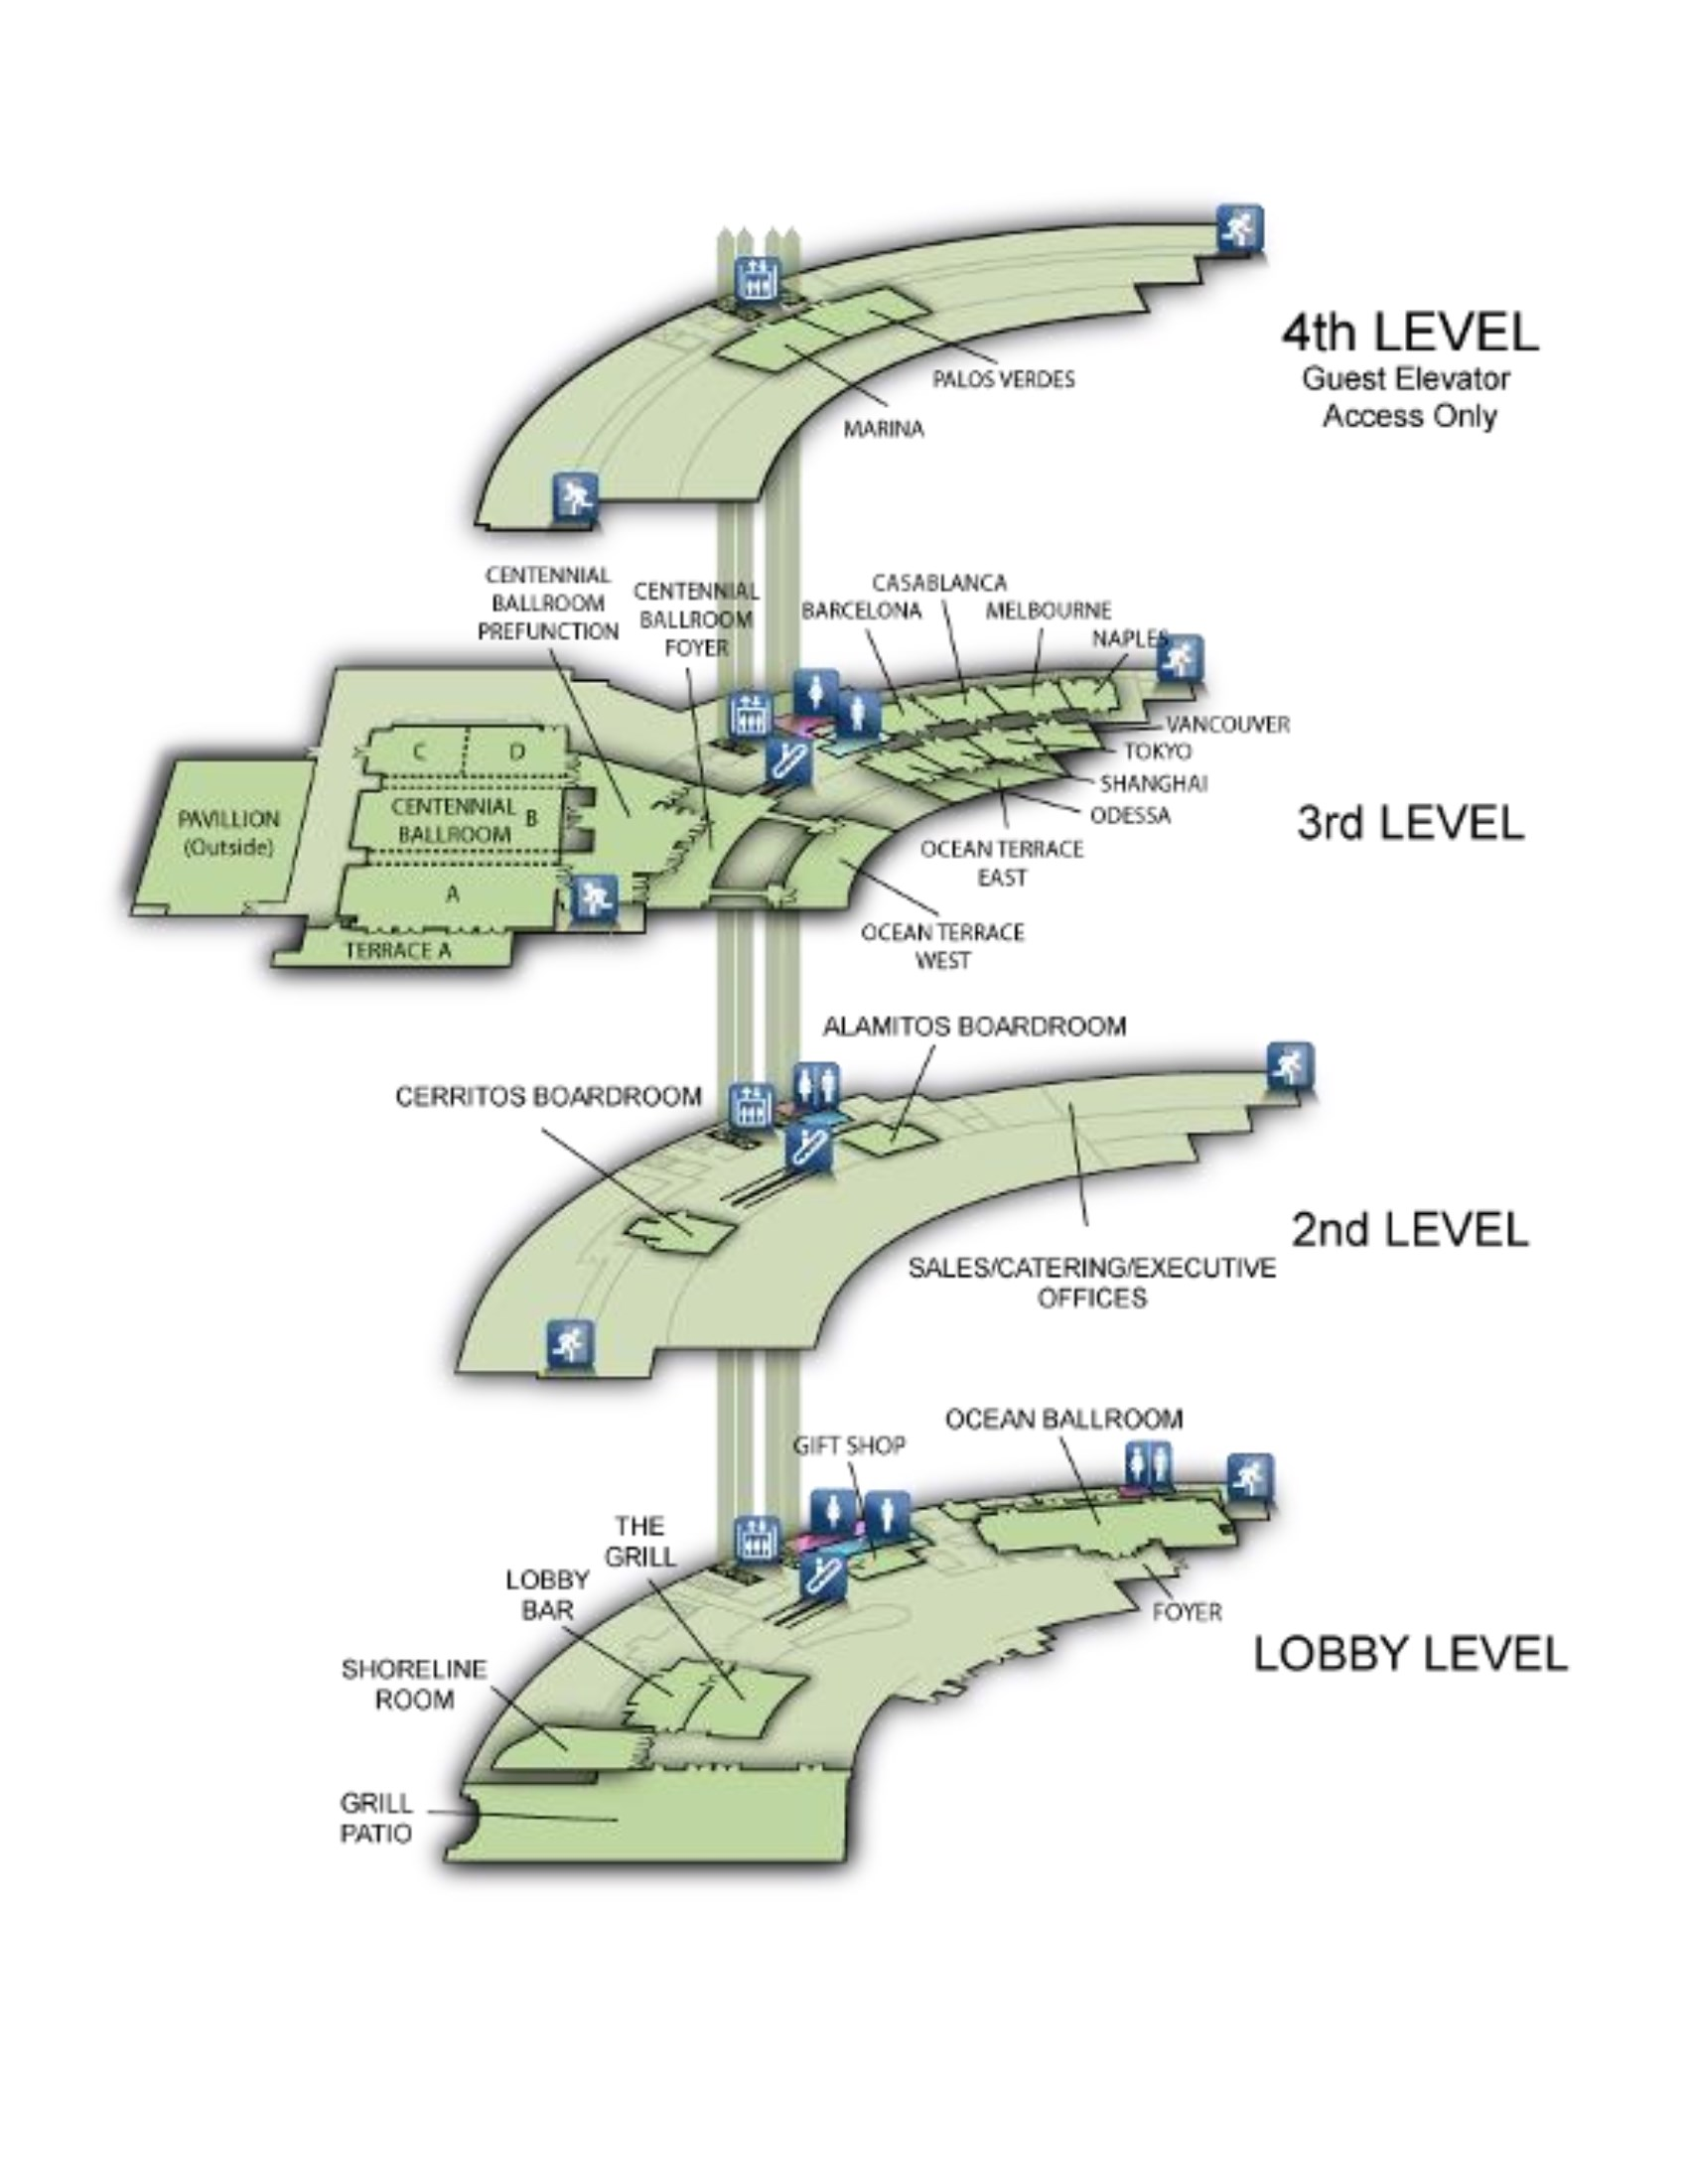 4th LEVEL
Guest Elevator
Access Only
PALOS VERDES
MARINA
CENTENNIAL
BALLROOM
PREFUNCTION
CENTENNIAL
BALLROOM
FOYER
CASABLANCA
BARCELONA
MELBOURNE
NAPLES
VANCOUVER
TOKYO
SHANGHAI
ODESSA
OCEAN TERRACE
EAST
OCEAN TERRACE
WEST
C
D
CENTENNIAL
BALLROOM
B
A
PAVILLION
(Outside)
TERRACE A
3rd LEVEL
ALAMITOS BOARDROOM
CERRITOS BOARDROOM
2nd LEVEL
SALES/CATERING/EXECUTIVE
OFFICES
OCEAN BALLROOM
GIFT SHOP
THE
GRILL
LOBBY
BAR
FOYER
LOBBY LEVEL
SHORELINE
ROOM
GRILL
PATIO